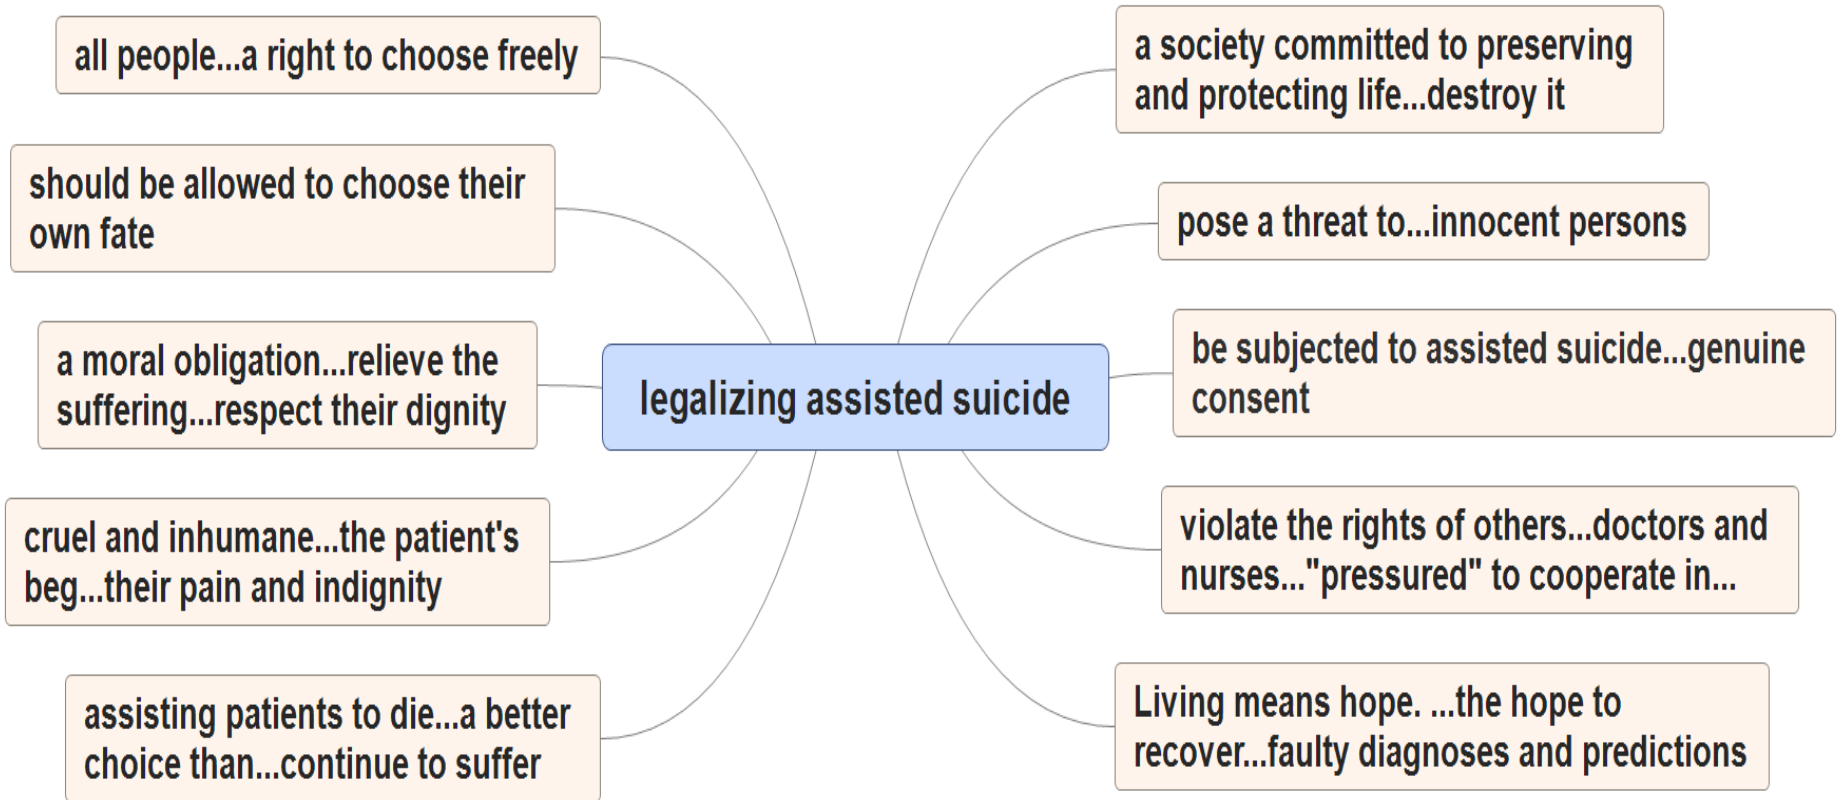 all people...a right to choose freely
should be allowed to choose their
own fate
a moral obligation...relieve the
suffering...respect their dignity
cruel and inhumane...the patient's
beg...their pain and indignity
assisting patients to die...a better
choice than...continue to suffer
legalizing assisted suicide
a society committed to preserving
and protecting life...destroy it
pose a threat to...innocent persons
be subjected to assisted suicide...genuine
consent
violate the rights of others...doctors and
nurses..."pressured" to cooperate in...
Living means hope. ...the hope to
recover...faulty diagnoses and predictions